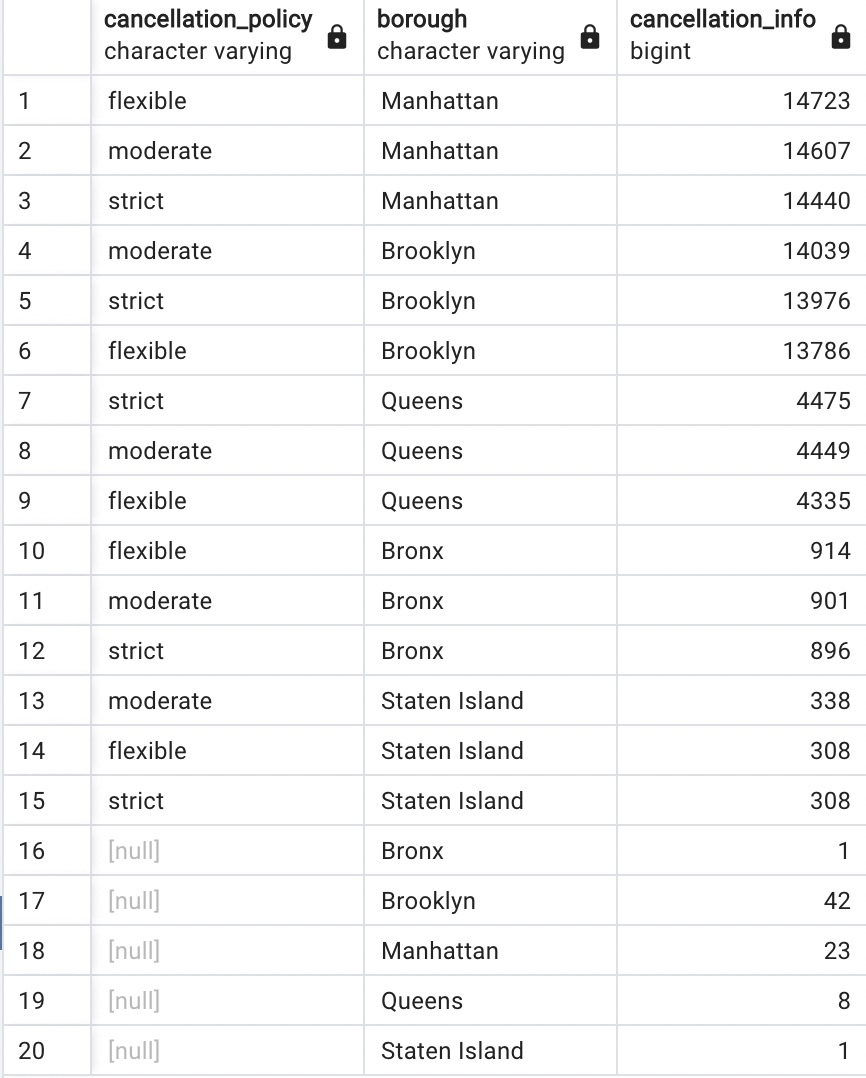 cancellation_policy borough cancellation_info
character varying character varying bigint
1 flexible Manhattan 14723
2 moderate Manhattan 14607
3 strict Manhattan 14440
4 moderate Brooklyn 14039
5 strict Brooklyn 13976
6 flexible Brooklyn 13786
7 strict Queens 4475
8 moderate Queens 4449
9 flexible Queens 4335
10 flexible Bronx 914
11 moderate Bronx 901
12 strict Bronx 896
13 moderate Staten Island 338
14 flexible Staten Island 308
15 strict Staten Island 308
16 [null] Bronx 1
17 [null] Brooklyn 42
18 [null] Manhattan 23
19 [null] Queens 8
20 [null] Staten Island 1